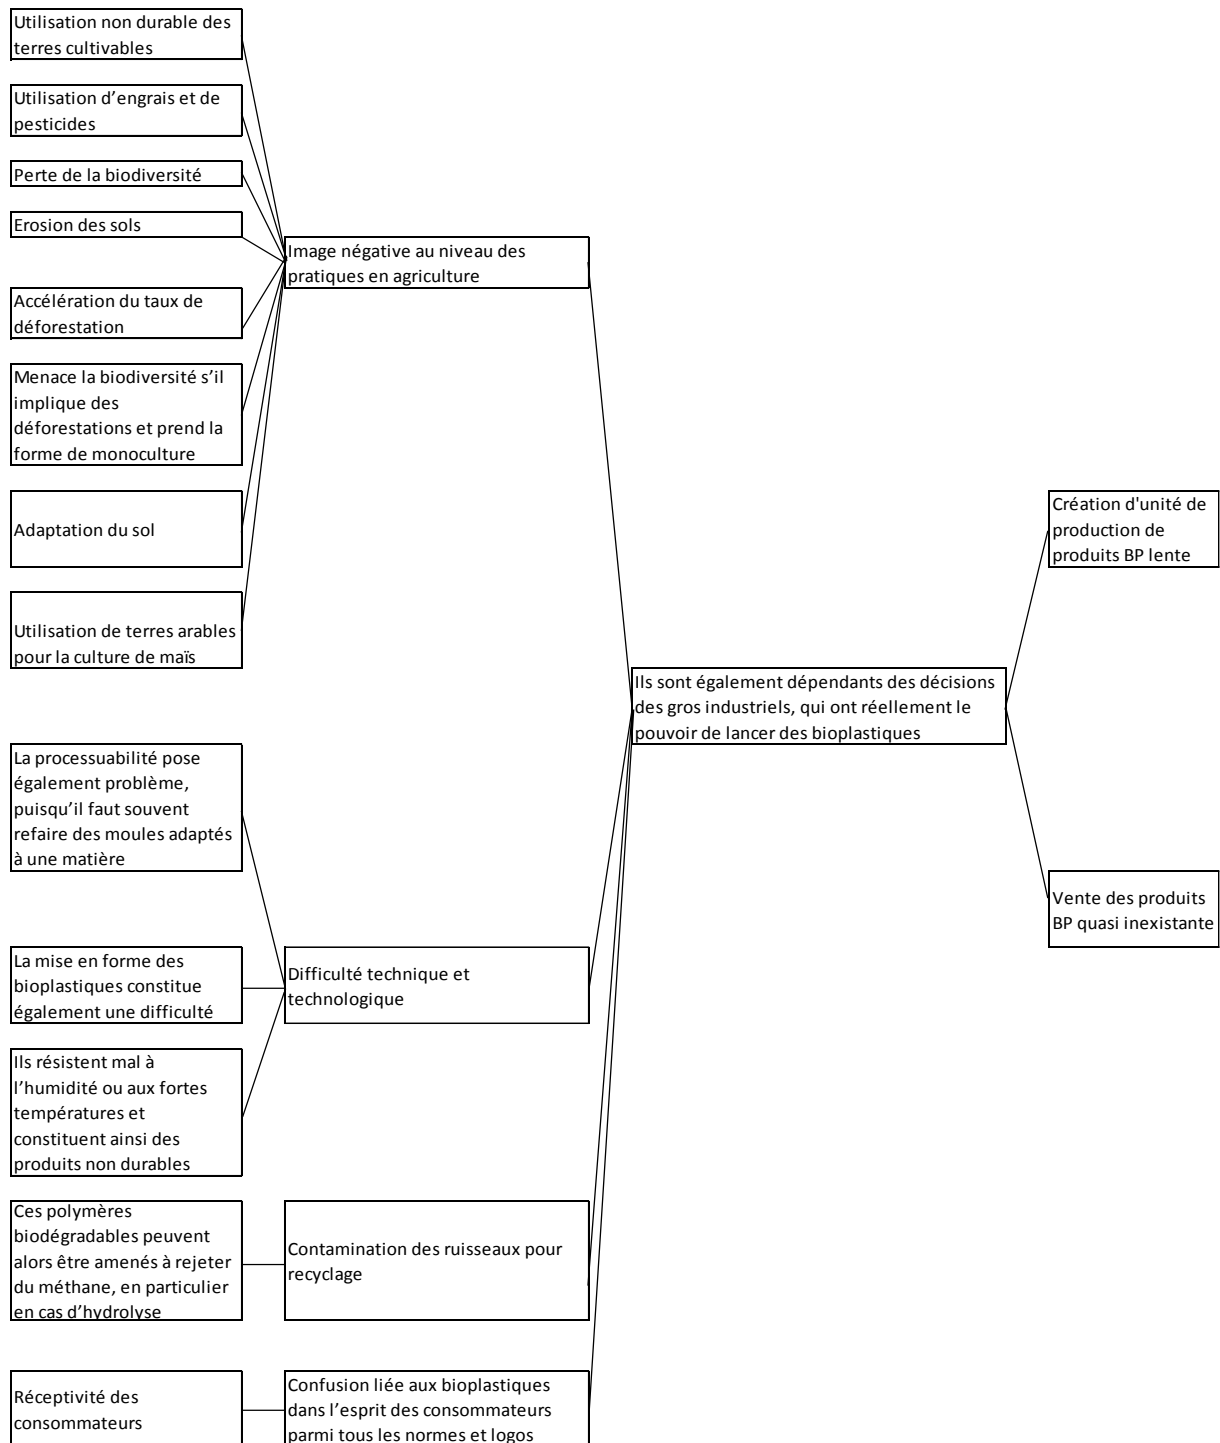 Utilisation non durable des
terres cultivables
Utilisation d’engrais et de
pesticides
Perte de la biodiversité
Erosion des sols
Image négative au niveau des
pratiques en agriculture
Accélération du taux de
déforestation
Menace la biodiversité s’il
implique des
déforestations et prend la
forme de monoculture
Adaptation du sol
Utilisation de terres arables
pour la culture de maïs
Création d'unité de
production de
produits BP lente
Ils sont également dépendants des décisions
des gros industriels, qui ont réellement le
pouvoir de lancer des bioplastiques
La processuabilité pose
également problème,
puisqu’il faut souvent
refaire des moules adaptés
à une matière
Vente des produits
BP quasi inexistante
La mise en forme des
bioplastiques constitue
également une difficulté
Difficulté technique et
technologique
Ils résistent mal à
l’humidité ou aux fortes
températures et
constituent ainsi des
produits non durables
Ces polymères
biodégradables peuvent
alors être amenés à rejeter
du méthane, en particulier
en cas d’hydrolyse
Contamination des ruisseaux pour
recyclage
Réceptivité des
consommateurs
Confusion liée aux bioplastiques
dans l’esprit des consommateurs
parmi tous les normes et logos